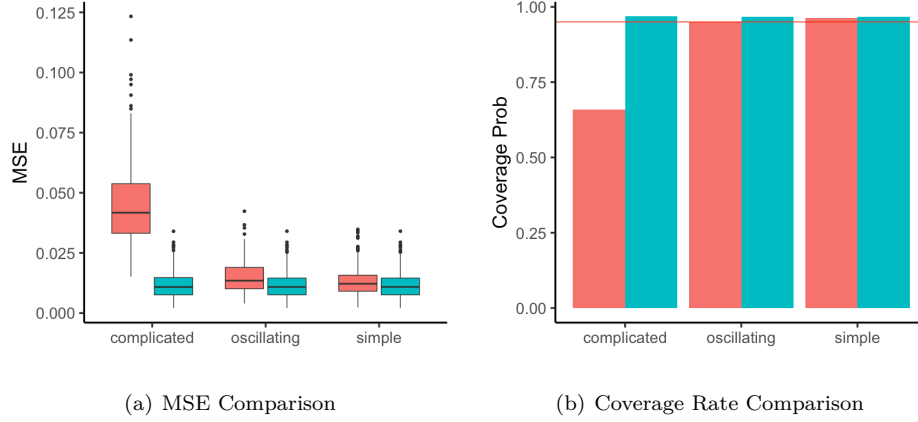 0.125
0.100
0.075
0.050
0.025
0.000
MSE
complicated oscillating simple
(a) MSE Comparison
1.00
0.75
0.50
0.25
0.00
Coverage Prob
complicated oscillating simple
(b) Coverage Rate Comparison